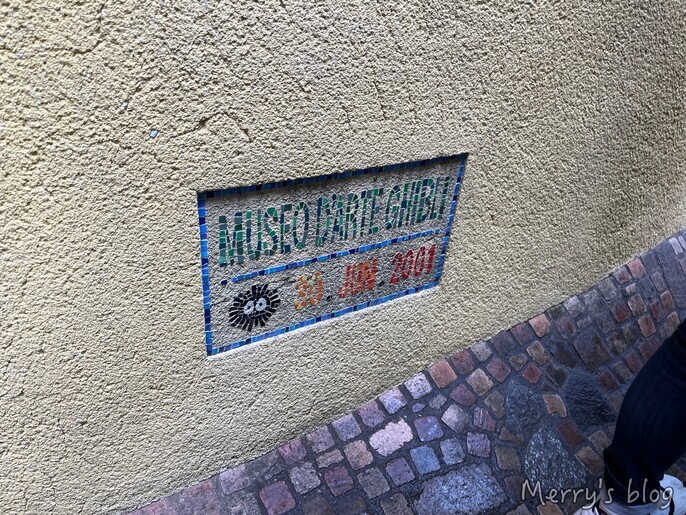 MUSEO D'ARTE GHIBLI
30. JUN. 2001
Merry's blog